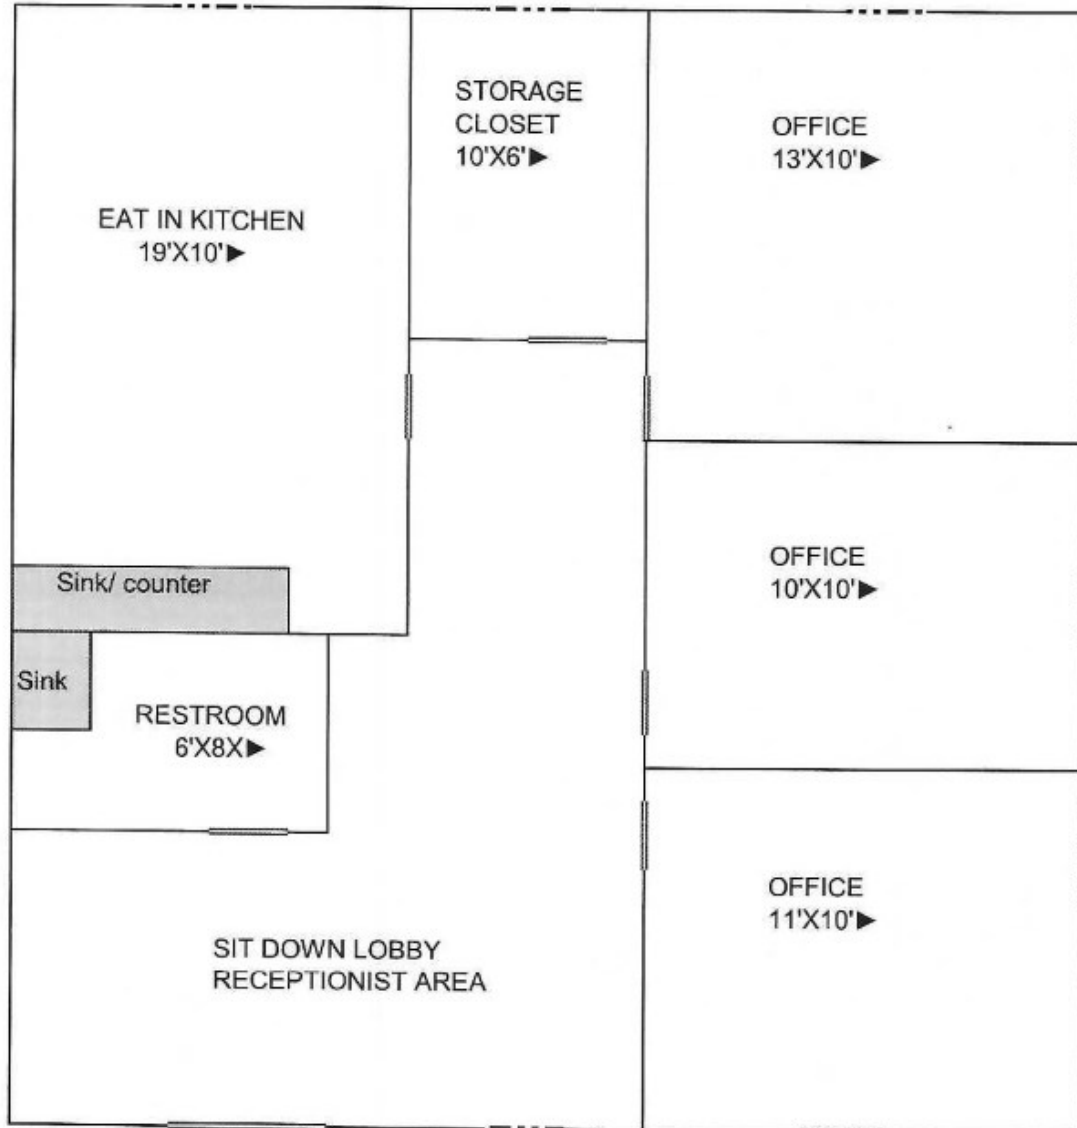 STORAGE
CLOSET
10'X6'►
OFFICE
13'X10'►
EAT IN KITCHEN
19'X10'►
OFFICE
10'X10'►
Sink/ counter
Sink
RESTROOM
6'X8X►
OFFICE
11'X10'►
SIT DOWN LOBBY
RECEPTIONIST AREA